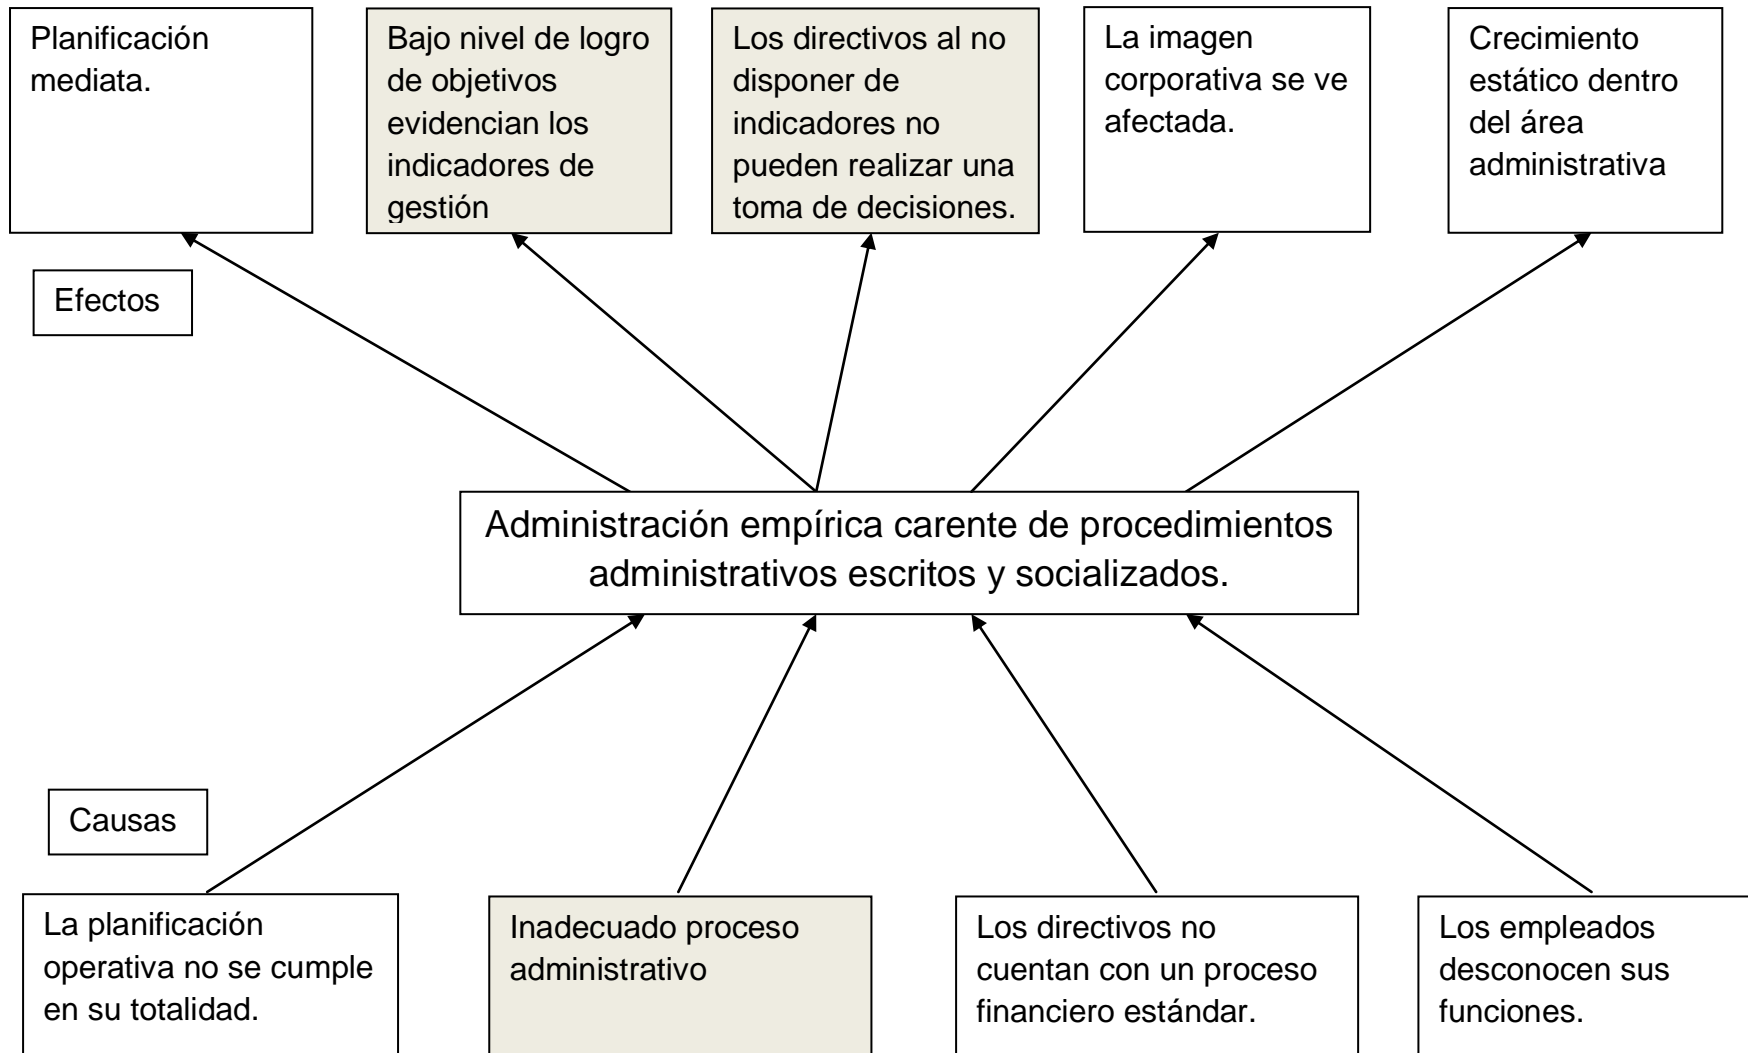 Planificación
mediata.
Bajo nivel de logro
de objetivos
evidencian los
indicadores de
gestión
Los directivos al no
disponer de
indicadores no
pueden realizar una
toma de decisiones.
La imagen
corporativa se ve
afectada.
Crecimiento
estático dentro
del área
administrativa
Efectos
Administración empírica carente de procedimientos
administrativos escritos y socializados.
Causas
La planificación
operativa no se cumple
en su totalidad.
Inadecuado proceso
administrativo
Los directivos no
cuentan con un proceso
financiero estándar.
Los empleados
desconocen sus
funciones.